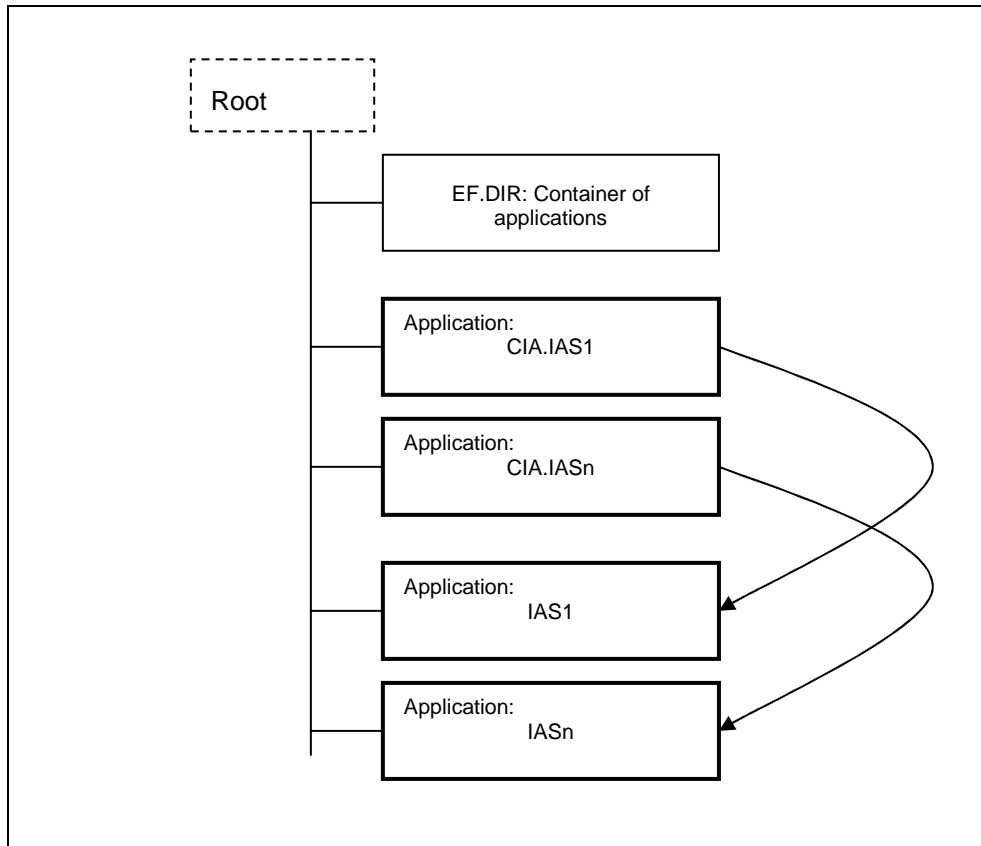 Root
EF.DIR: Container of
applications
Application:
CIA.IAS1
Application:
CIA.IASn
Application:
IAS1
Application:
IASn